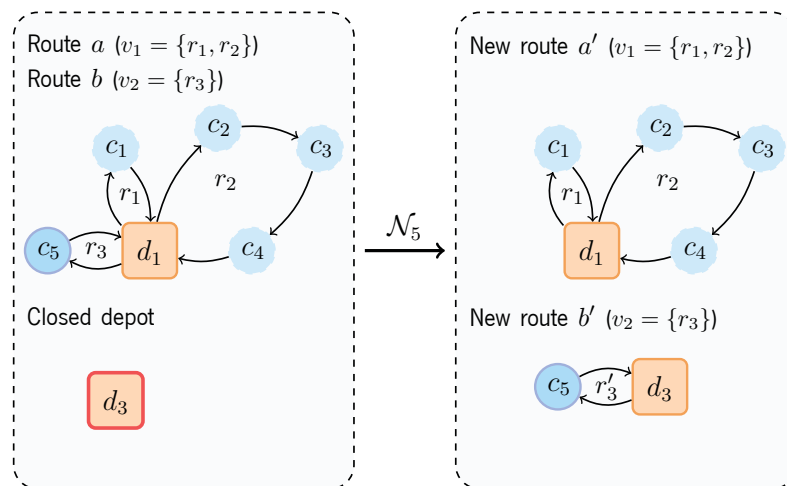 Route a (v₁ = {r₁, r₂})
Route b (v₂ = {r₃})
c₁
c₂
c₃
r₁
r₂
c₅
r₃
d₁
c₄
Closed depot
d₃
𝒩₅
New route a′ (v₁ = {r₁, r₂})
c₁
c₂
c₃
r₁
r₂
d₁
c₄
New route b′ (v₂ = {r₃})
c₅
r′₃
d₃